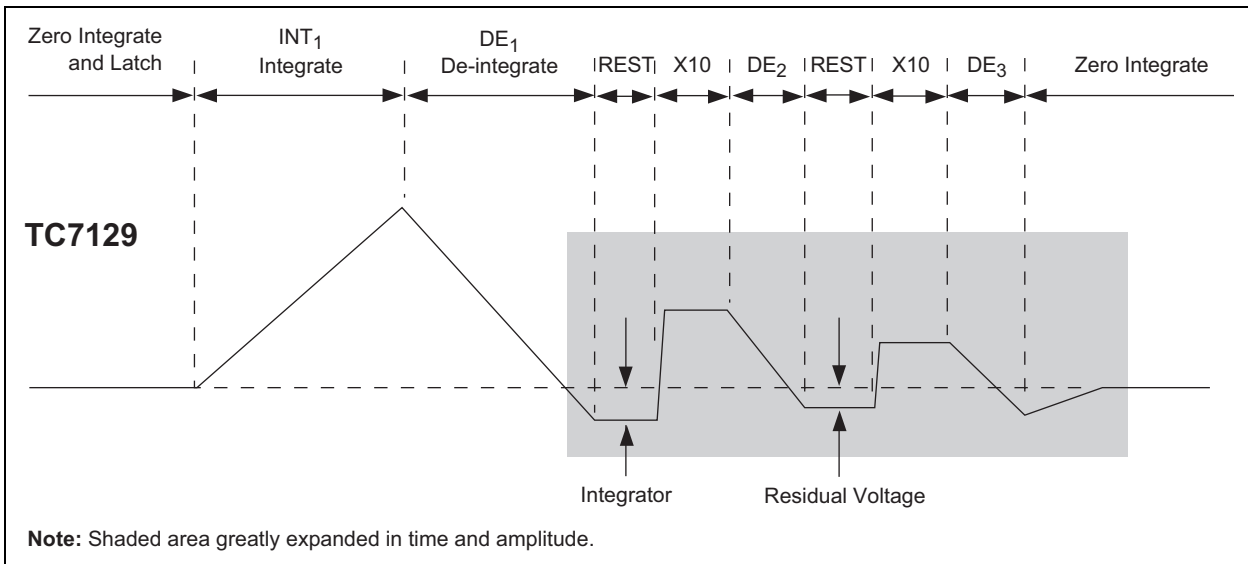 Zero Integrate
and Latch
INT1
Integrate
DE1
De-integrate
REST
X10
DE2
REST
X10
DE3
Zero Integrate
TC7129
Integrator
Residual Voltage
Note: Shaded area greatly expanded in time and amplitude.